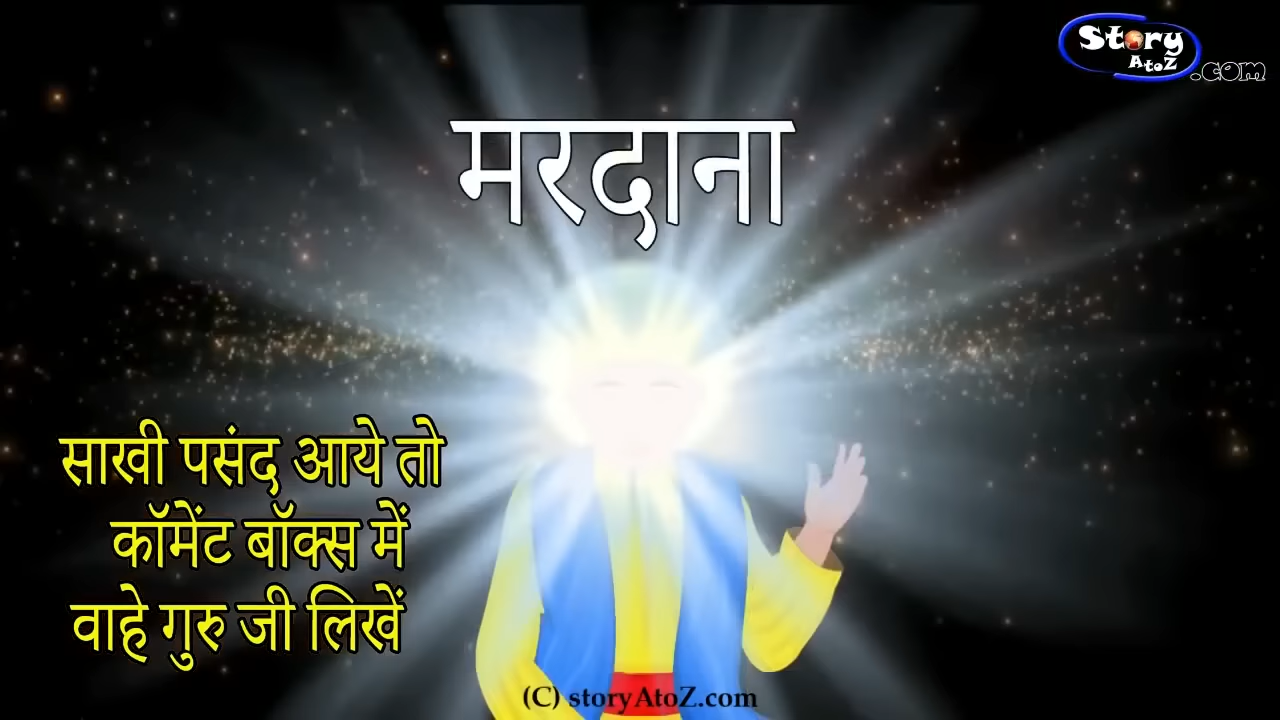 Story
AtoZ
.com
मरदाना
साखी पसंद आये तो
कॉमेंट बॉक्स में
वाहे गुरु जी लिखें
(C) storyAtoZ.com